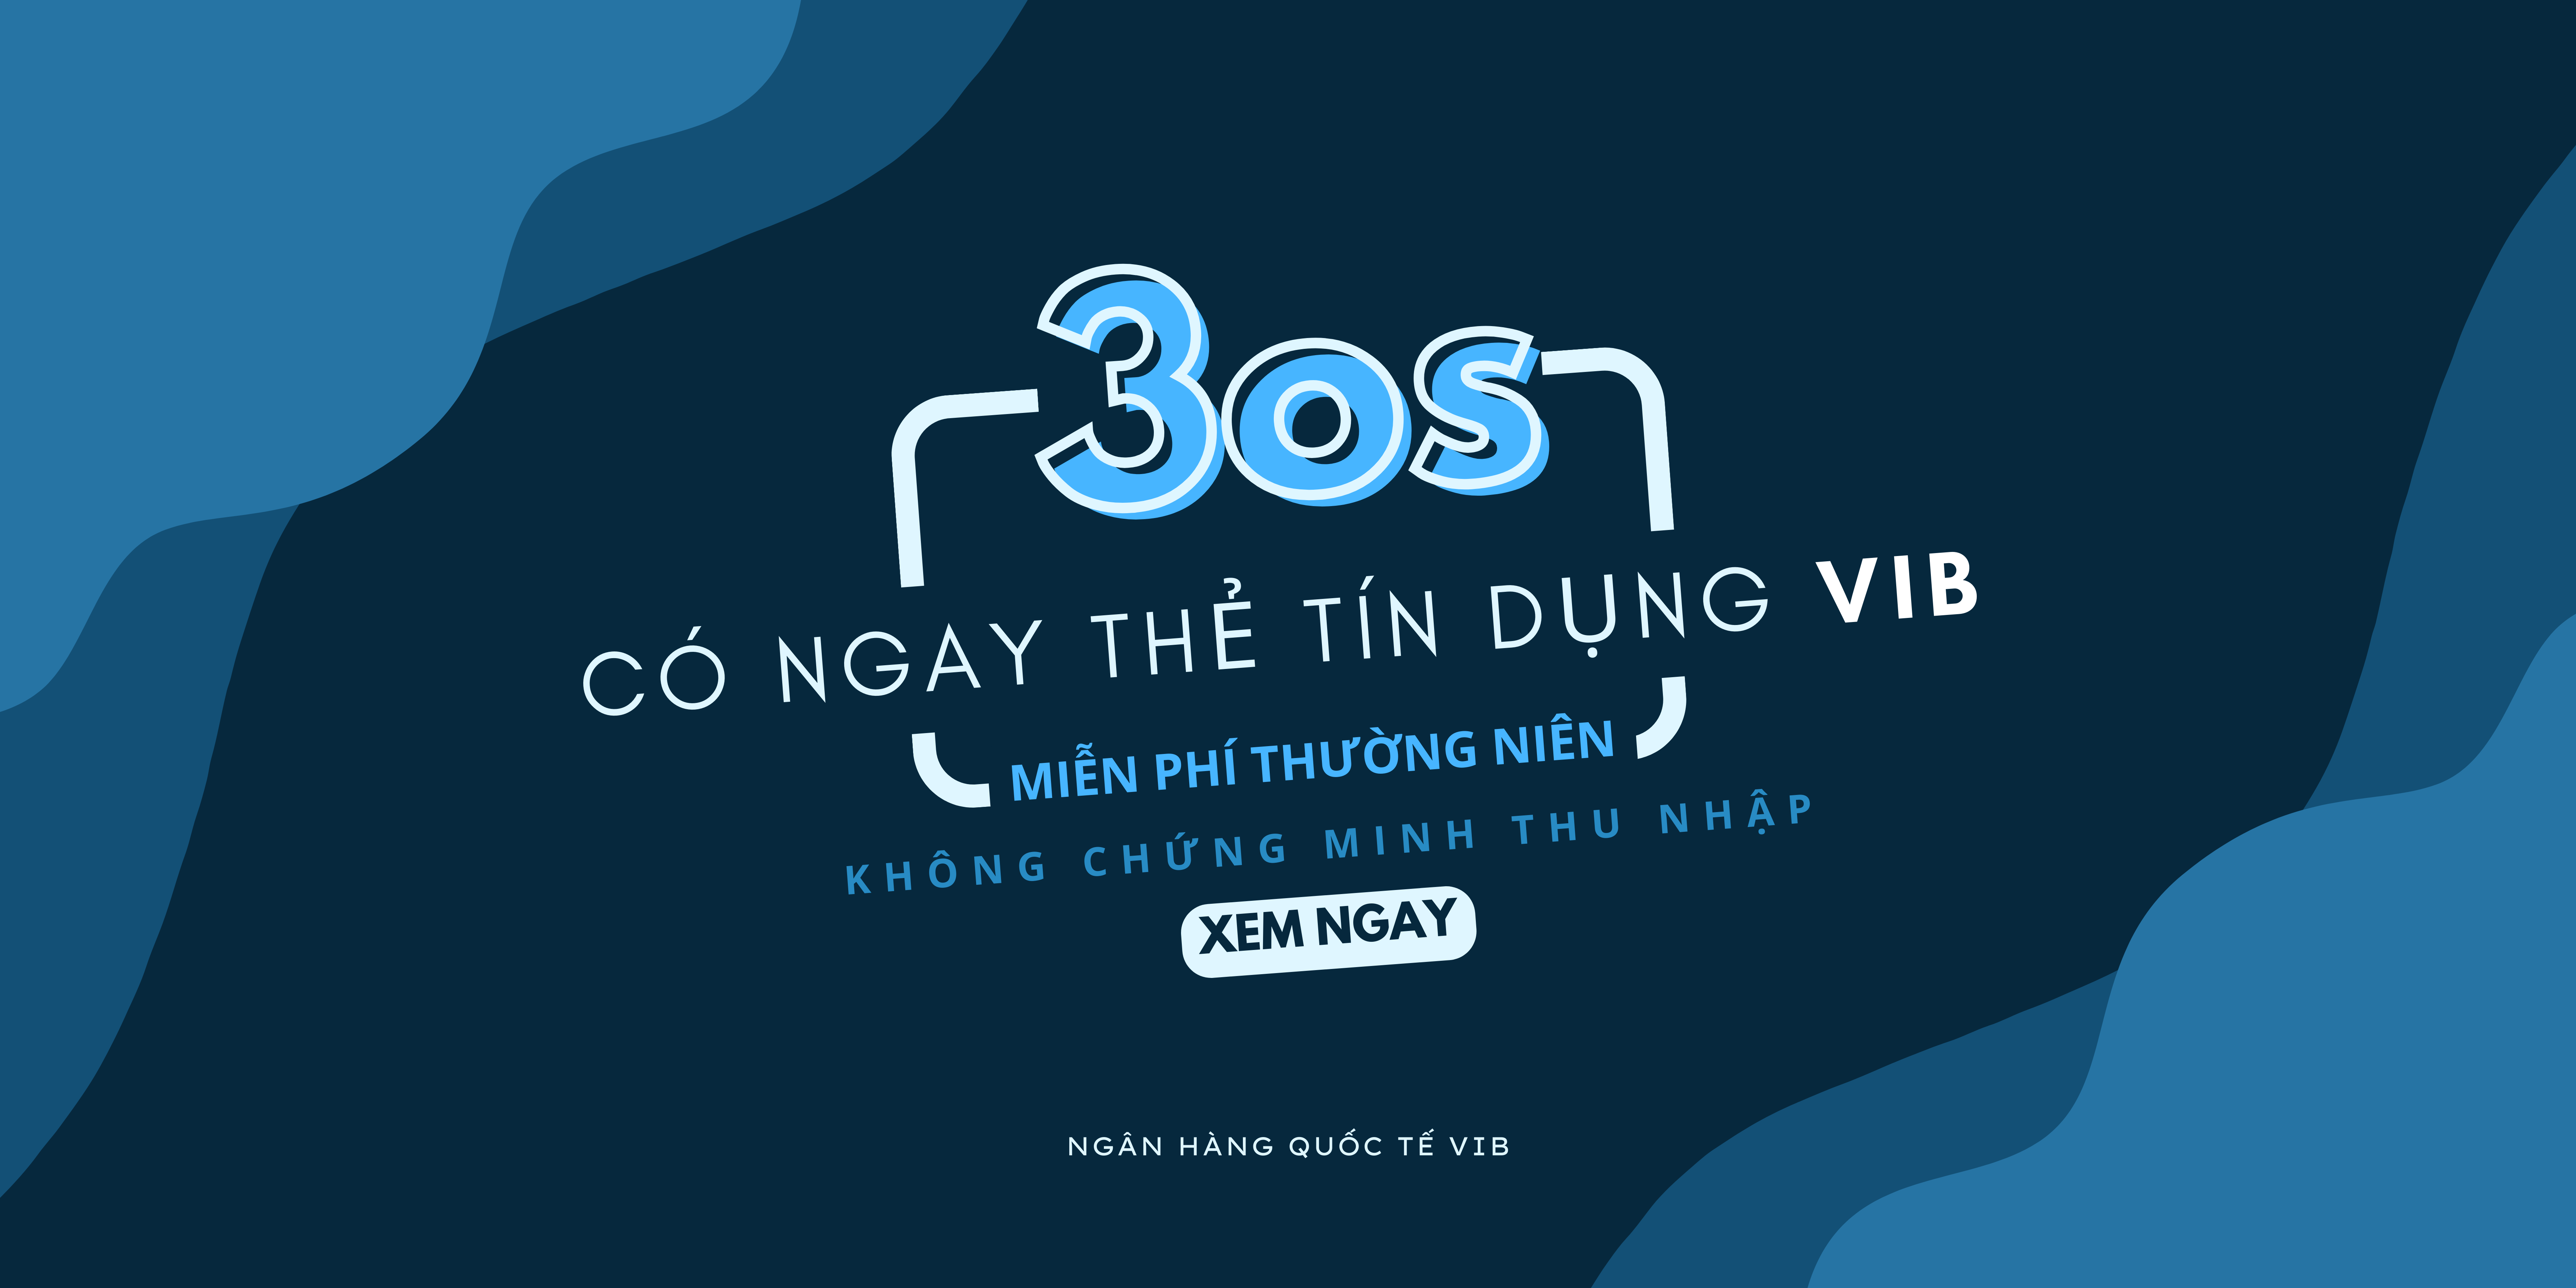 3os
CÓ NGAY THẺ TÍN DỤNG VIB
MIỄN PHÍ THƯỜNG NIÊN
KHÔNG CHỨNG MINH THU NHẬP
XEM NGAY
NGÂN HÀNG QUỐC TẾ VIB